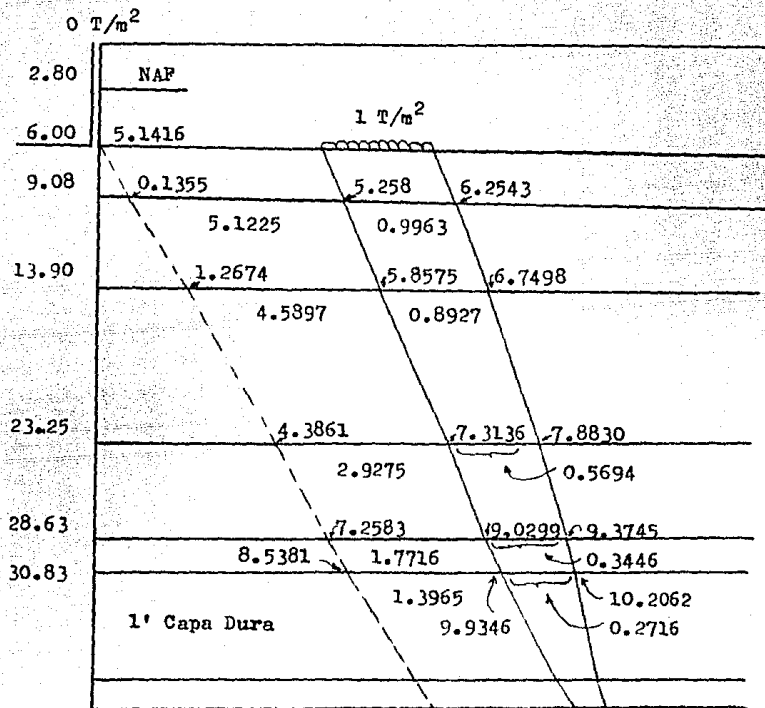 0 T/m²
2.80 NAF
1 T/m²
6.00 5.1416
9.08 0.1355 5.258 6.2543
5.1225 0.9963
13.90 1.2674 5.8575 6.7498
4.5897 0.8927
23.25 4.3861 7.3136 7.8830
2.9275 0.5694
28.63 7.2583 9.0299 9.3745
8.5381 1.7716 0.3446
30.83
1.3965 10.2062
1' Capa Dura 9.9346 0.2716